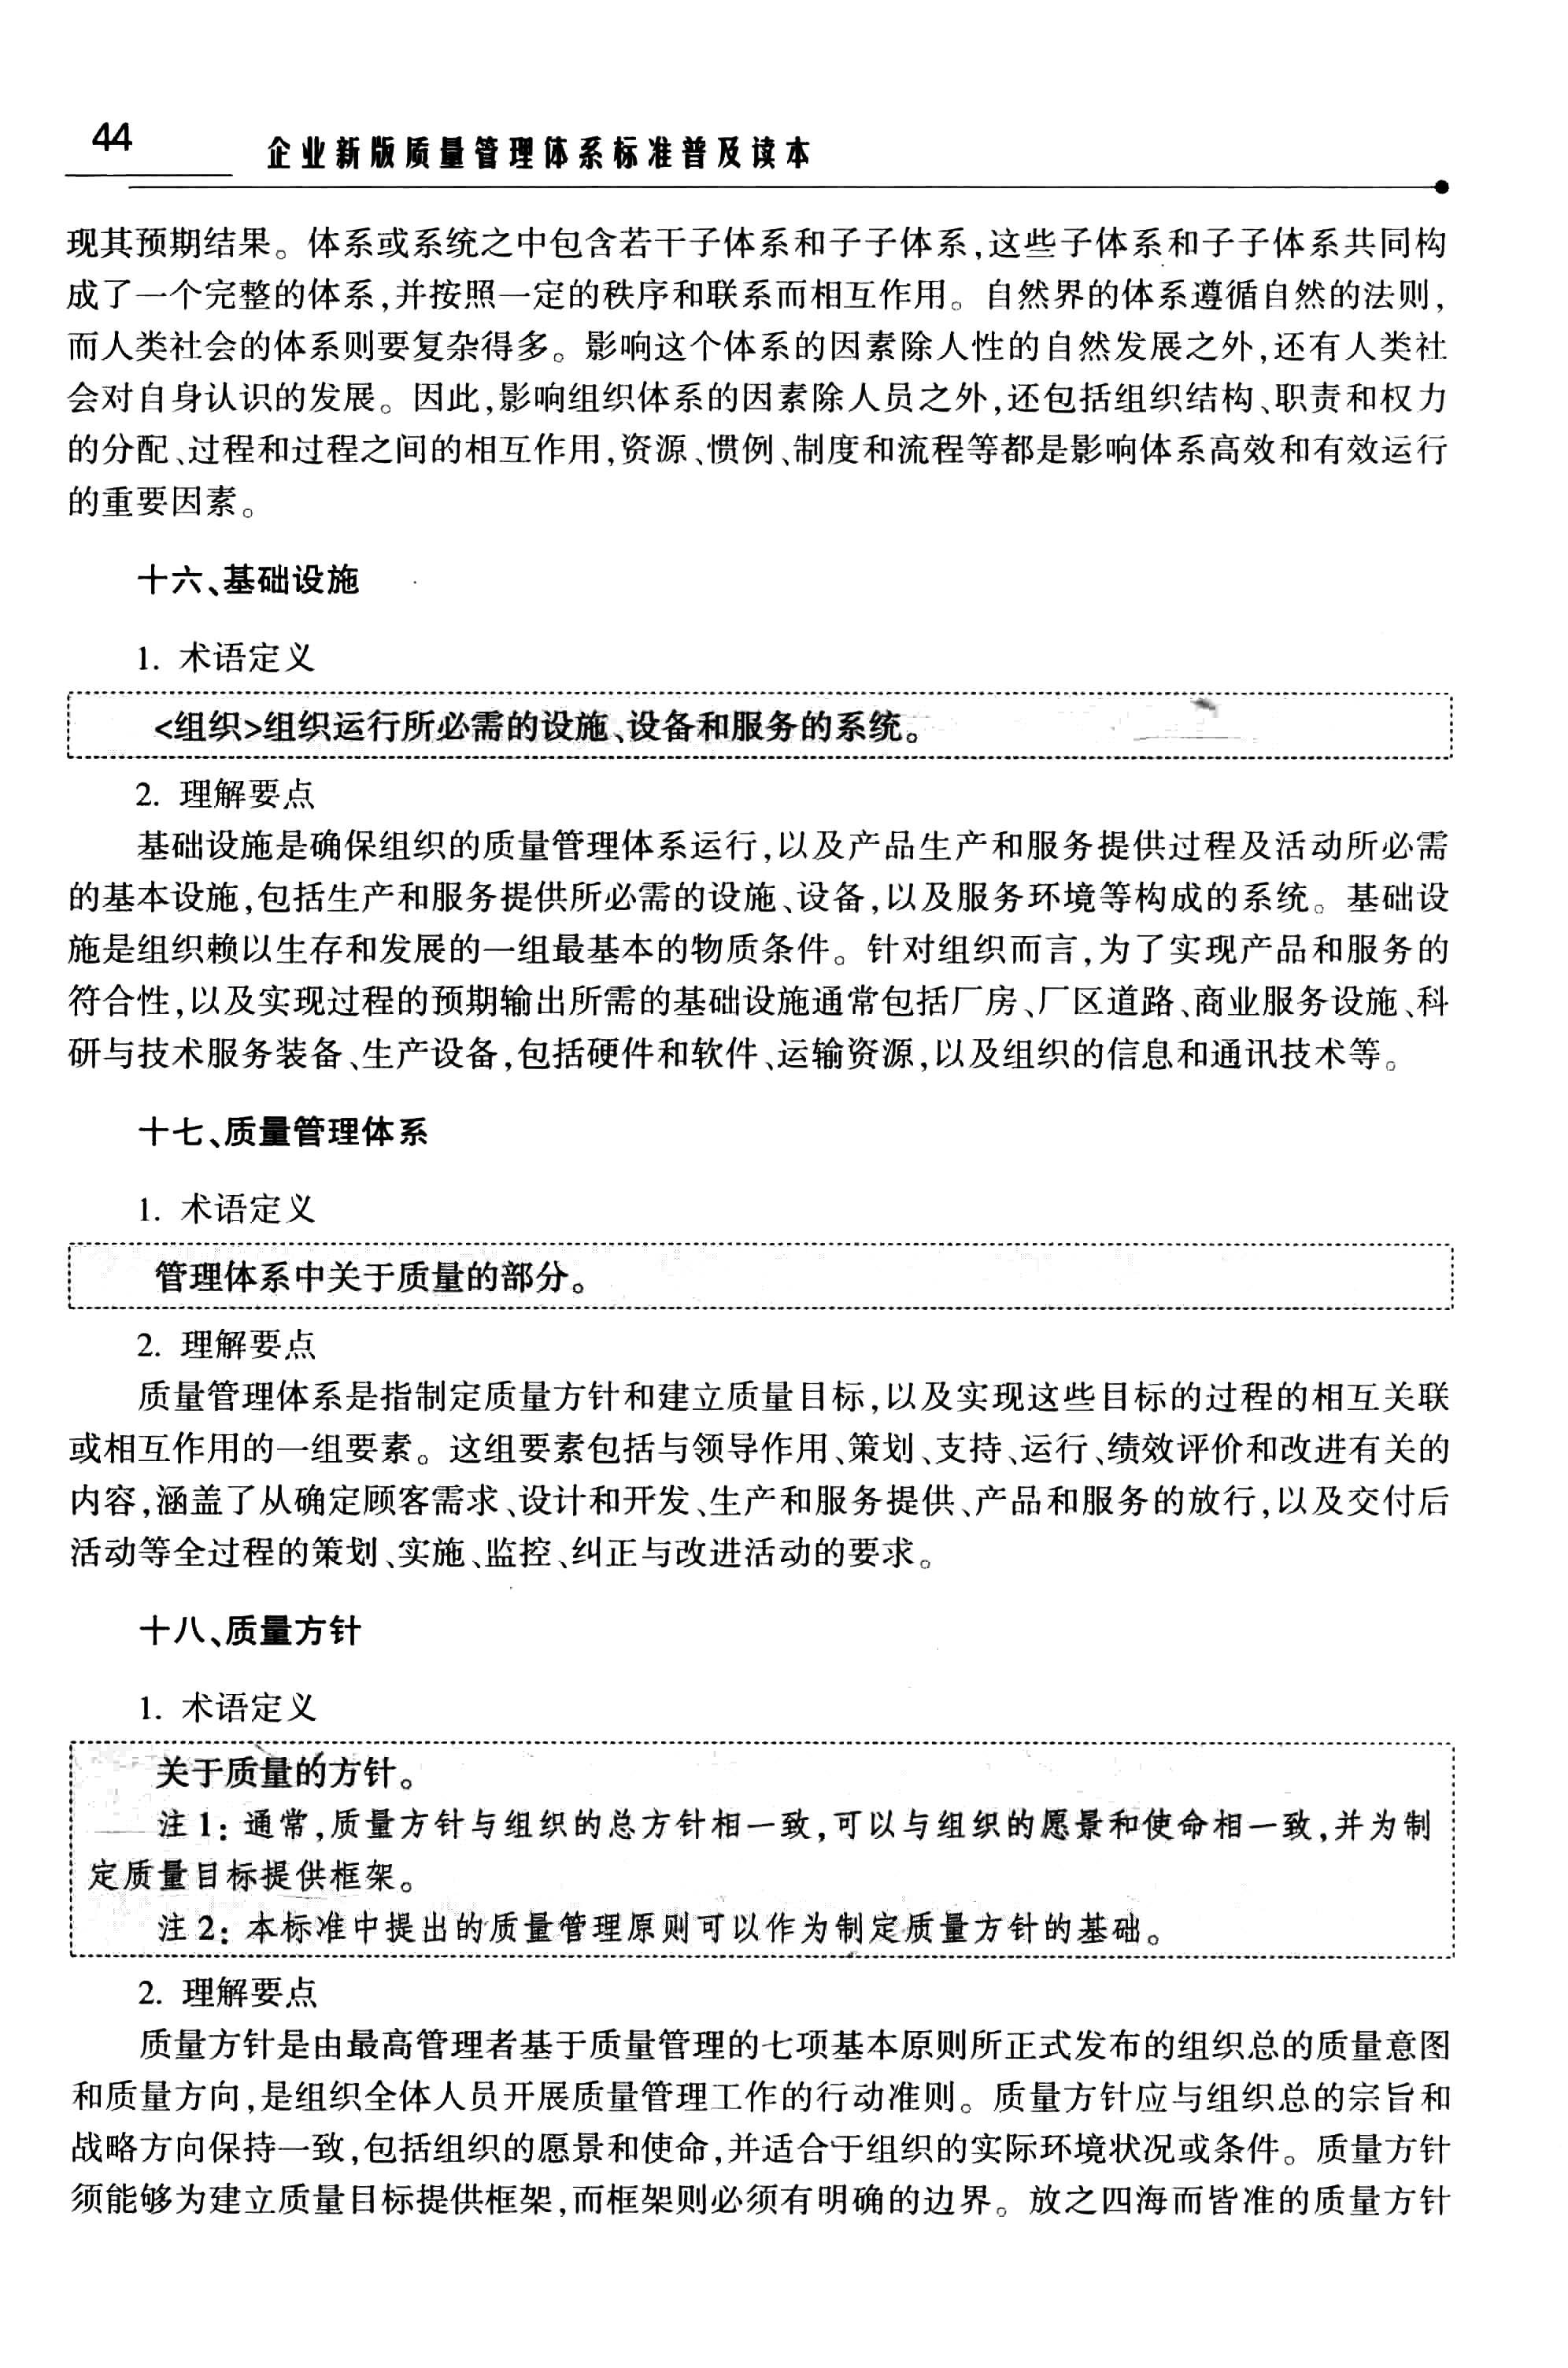 44
企业新版质量管理体系标准普及读本
现其预期结果。体系或系统之中包含若干子体系和子子体系,这些子体系和子子体系共同构
成了一个完整的体系,并按照一定的秩序和联系而相互作用。自然界的体系遵循自然的法则,
而人类社会的体系则要复杂得多。影响这个体系的因素除人性的自然发展之外,还有人类社
会对自身认识的发展。因此,影响组织体系的因素除人员之外,还包括组织结构、职责和权力
的分配、过程和过程之间的相互作用,资源、惯例、制度和流程等都是影响体系高效和有效运行
的重要因素。
十六、基础设施
1. 术语定义
<组织>组织运行所必需的设施、设备和服务的系统。
2. 理解要点
基础设施是确保组织的质量管理体系运行,以及产品生产和服务提供过程及活动所必需
的基本设施,包括生产和服务提供所必需的设施、设备,以及服务环境等构成的系统。基础设
施是组织赖以生存和发展的一组最基本的物质条件。针对组织而言,为了实现产品和服务的
符合性,以及实现过程的预期输出所需的基础设施通常包括厂房、厂区道路、商业服务设施、科
研与技术服务装备、生产设备,包括硬件和软件、运输资源,以及组织的信息和通讯技术等。
十七、质量管理体系
1. 术语定义
管理体系中关于质量的部分。
2. 理解要点
质量管理体系是指制定质量方针和建立质量目标,以及实现这些目标的过程的相互关联
或相互作用的一组要素。这组要素包括与领导作用、策划、支持、运行、绩效评价和改进有关的
内容,涵盖了从确定顾客需求、设计和开发、生产和服务提供、产品和服务的放行,以及交付后
活动等全过程的策划、实施、监控、纠正与改进活动的要求。
十八、质量方针
1. 术语定义
关于质量的方针。
注1:通常,质量方针与组织的总方针相一致,可以与组织的愿景和使命相一致,并为制
定质量目标提供框架。
注2:本标准中提出的质量管理原则可以作为制定质量方针的基础。
2. 理解要点
质量方针是由最高管理者基于质量管理的七项基本原则所正式发布的组织总的质量意图
和质量方向,是组织全体人员开展质量管理工作的行动准则。质量方针应与组织总的宗旨和
战略方向保持一致,包括组织的愿景和使命,并适合于组织的实际环境状况或条件。质量方针
须能够为建立质量目标提供框架,而框架则必须有明确的边界。放之四海而皆准的质量方针